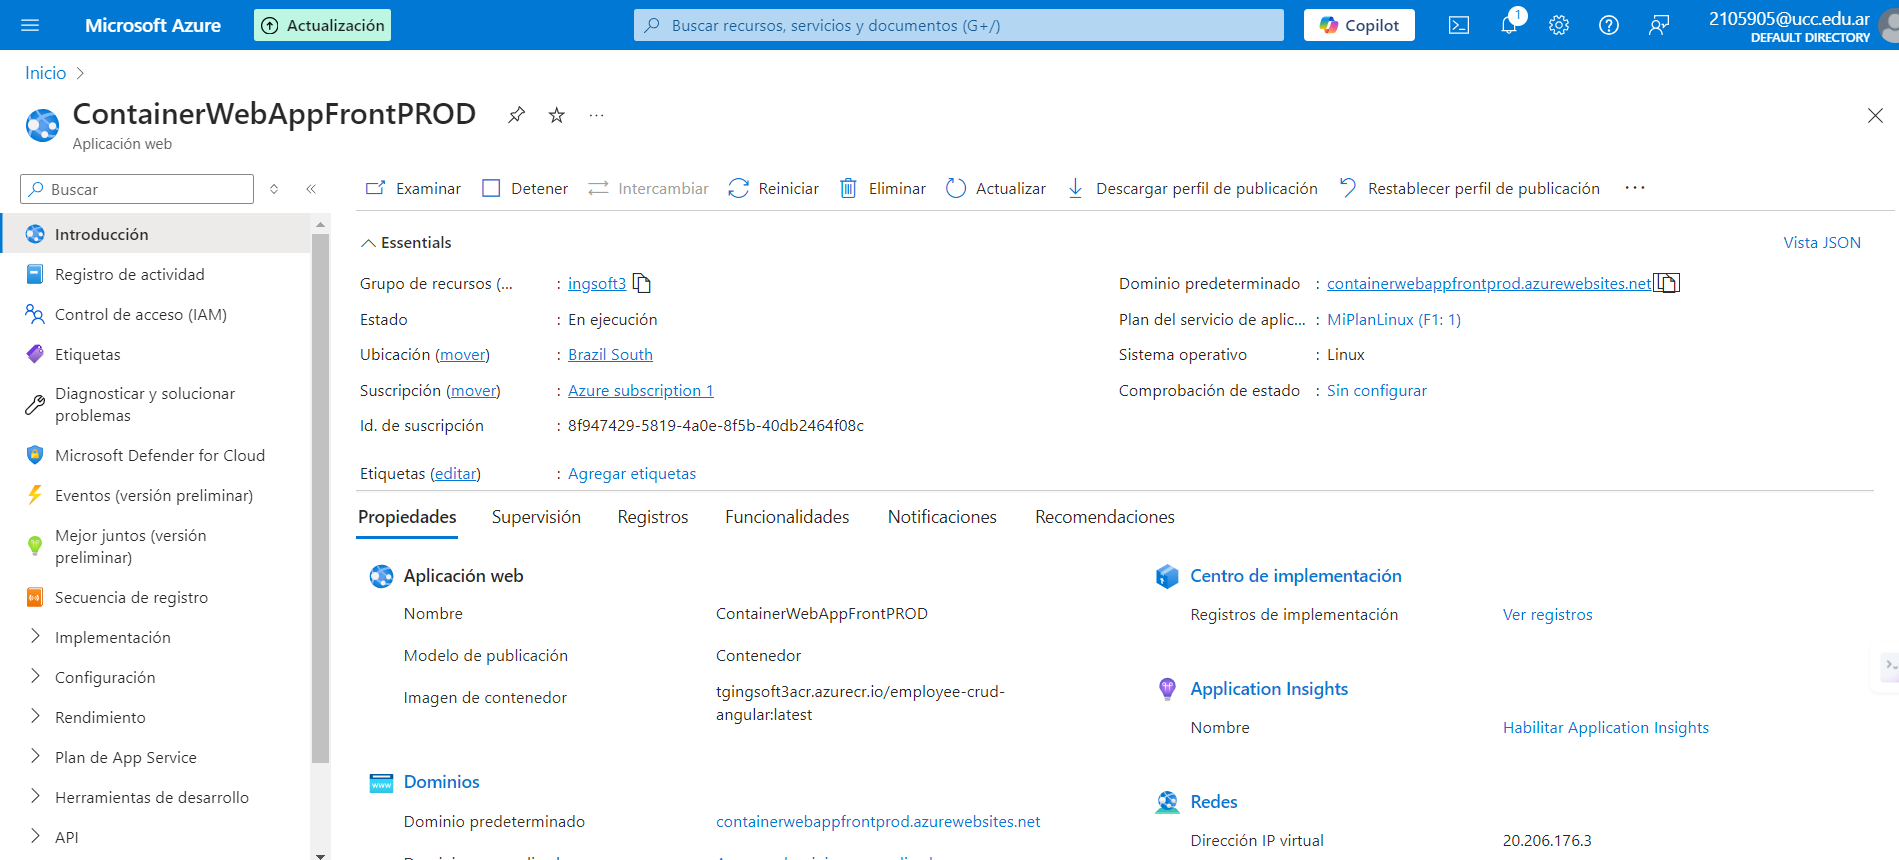 Microsoft Azure
Actualización
Buscar recursos, servicios y documentos (G+/)
Copilot
1
2105905@ucc.edu.ar
DEFAULT DIRECTORY
Inicio
ContainerWebAppFrontPROD
Aplicación web
Buscar
Examinar
Detener
Intercambiar
Reiniciar
Eliminar
Actualizar
Descargar perfil de publicación
Restablecer perfil de publicación
Introducción
Registro de actividad
Control de acceso (IAM)
Etiquetas
Diagnosticar y solucionar
problemas
Microsoft Defender for Cloud
Eventos (versión preliminar)
Mejor juntos (versión
preliminar)
Secuencia de registro
Implementación
Configuración
Rendimiento
Plan de App Service
Herramientas de desarrollo
API
Essentials
Vista JSON
Grupo de recursos (... : ingsoft3
Estado : En ejecución
Ubicación (mover) : Brazil South
Suscripción (mover) : Azure subscription 1
Id. de suscripción : 8f947429-5819-4a0e-8f5b-40db2464f08c
Etiquetas (editar) : Agregar etiquetas
Dominio predeterminado : containerwebappfrontprod.azurewebsites.net
Plan del servicio de aplic... : MiPlanLinux (F1: 1)
Sistema operativo : Linux
Comprobación de estado : Sin configurar
Propiedades
Supervisión
Registros
Funcionalidades
Notificaciones
Recomendaciones
Aplicación web
Nombre ContainerWebAppFrontPROD
Modelo de publicación Contenedor
Imagen de contenedor tgingsoft3acr.azurecr.io/employee-crud-
angular:latest
Dominios
Dominio predeterminado containerwebappfrontprod.azurewebsites.net
Centro de implementación
Registros de implementación Ver registros
Application Insights
Nombre Habilitar Application Insights
Redes
Dirección IP virtual 20.206.176.3